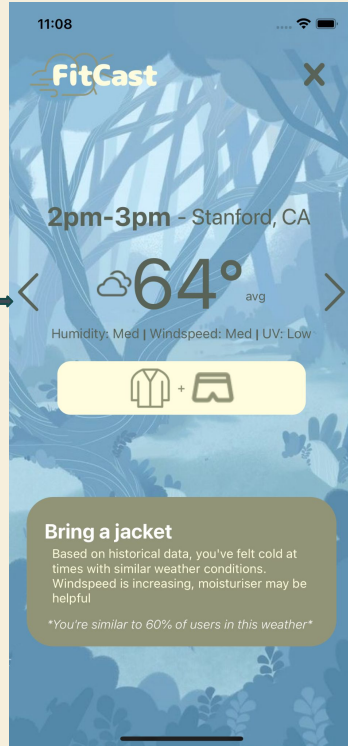 11:08
FitCast
X
2pm-3pm - Stanford, CA
64° avg
Humidity: Med | Windspeed: Med | UV: Low
+
Bring a jacket
Based on historical data, you've felt cold at
times with similar weather conditions.
Windspeed is increasing, moisturiser may be
helpful
*You're similar to 60% of users in this weather*